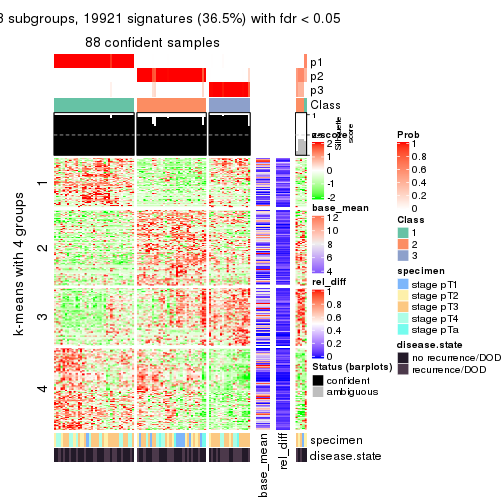 3 subgroups, 19921 signatures (36.5%) with fdr < 0.05
88 confident samples
p1
p2
p3
Class
1
Silhouette
score
k-means with 4 groups
1
2
3
4
z-score
2
1
0
-1
-2
base_mean
12
10
8
6
4
rel_diff
1
0.8
0.6
0.4
0.2
0
Status (barplots)
confident
ambiguous
Prob
1
0.8
0.6
0.4
0.2
0
Class
1
2
3
specimen
stage pT1
stage pT2
stage pT3
stage pT4
stage pTa
disease.state
no recurrence/DOD
recurrence/DOD
specimen
disease.state
base_mean
rel_diff